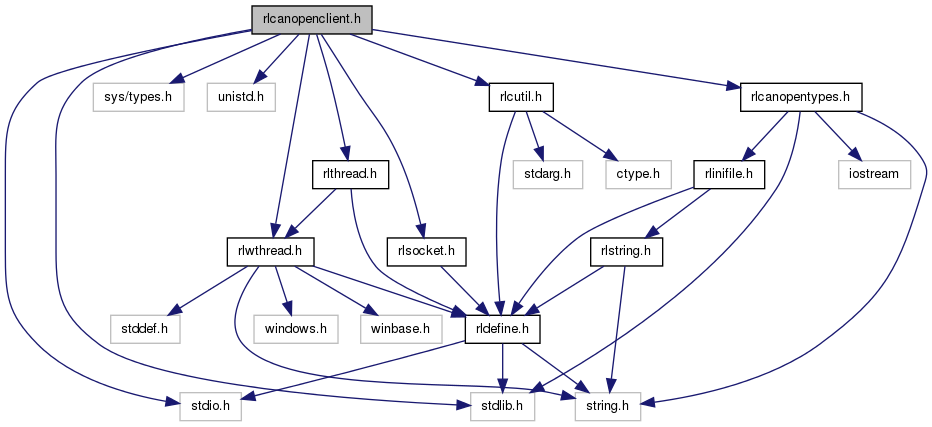 rlcanopenclient.h
sys/types.h
unistd.h
rlcutil.h
rlcanopentypes.h
rlthread.h
stdarg.h
ctype.h
rlinifile.h
iostream
rlwthread.h
rlsocket.h
rlstring.h
stddef.h
windows.h
winbase.h
rldefine.h
stdio.h
stdlib.h
string.h